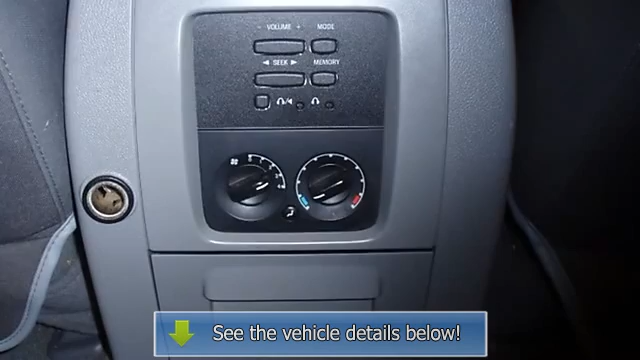 - VOLUME + MODE
◄ SEEK ► MEMORY
See the vehicle details below!